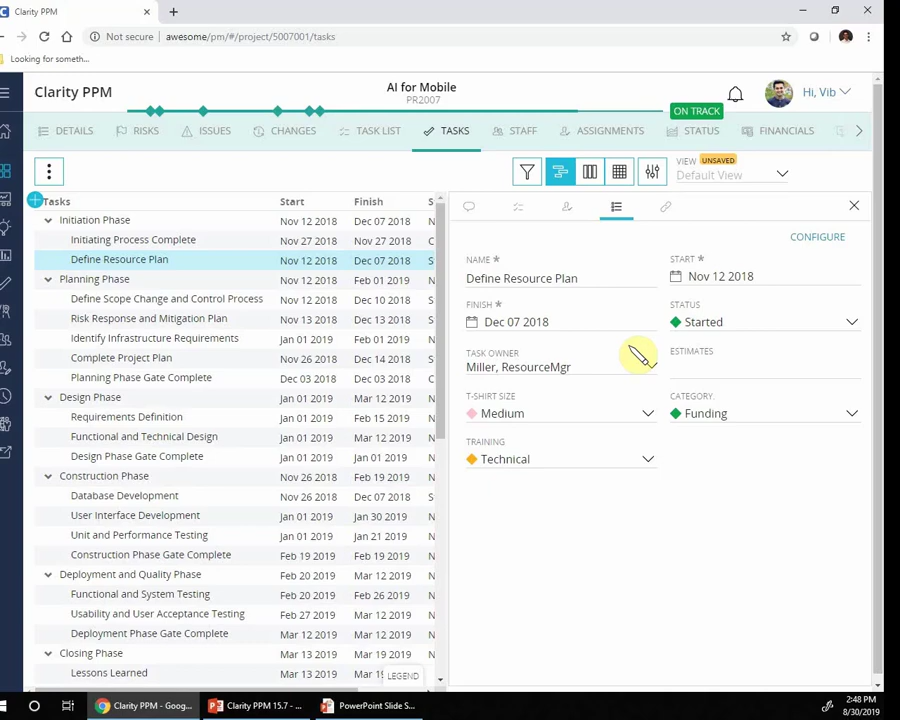 Clarity PPM
Not secure awesome/pm/#/project/5007001/tasks
Looking for someth...
Clarity PPM
AI for Mobile
PR2007
Hi, Vib
ON TRACK
DETAILS RISKS ISSUES CHANGES TASK LIST TASKS STAFF ASSIGNMENTS STATUS FINANCIALS
VIEW UNSAVED
Default View
Tasks Start Finish S
Initiation Phase Nov 12 2018 Dec 07 2018
Initiating Process Complete Nov 27 2018 Nov 27 2018 C
Define Resource Plan Nov 12 2018 Dec 07 2018 S
Planning Phase Nov 12 2018 Feb 01 2019 N
Define Scope Change and Control Process Nov 12 2018 Dec 10 2018 S
Risk Response and Mitigation Plan Nov 13 2018 Dec 13 2018 S
Identify Infrastructure Requirements Nov 12 2018 Feb 01 2019 N
Complete Project Plan Nov 26 2018 Dec 14 2018 S
Planning Phase Gate Complete Dec 03 2018 Dec 03 2018 C
Design Phase Jan 01 2019 Mar 12 2019 N
Requirements Definition Jan 01 2019 Feb 15 2019 N
Functional and Technical Design Jan 01 2019 Mar 12 2019 N
Design Phase Gate Complete Jan 01 2019 Jan 01 2019 N
Construction Phase Nov 26 2018 Feb 19 2019 N
Database Development Nov 26 2018 Dec 07 2018 S
User Interface Development Jan 01 2019 Jan 30 2019 N
Unit and Performance Testing Jan 01 2019 Jan 21 2019 N
Construction Phase Gate Complete Feb 19 2019 Feb 19 2019 N
Deployment and Quality Phase Feb 20 2019 Mar 12 2019 N
Functional and System Testing Feb 20 2019 Feb 26 2019 N
Usability and User Acceptance Testing Feb 27 2019 Mar 12 2019 N
Deployment Phase Gate Complete Mar 12 2019 Mar 12 2019 N
Closing Phase Mar 13 2019 Mar 19 2019 N
Lessons Learned Mar 13 2019 Mar 13 2019 N
LEGEND
CONFIGURE
NAME *
Define Resource Plan
START *
Nov 12 2018
FINISH *
Dec 07 2018
STATUS
Started
TASK OWNER
Miller, ResourceMgr
ESTIMATES
T-SHIRT SIZE
Medium
CATEGORY.
Funding
TRAINING
Technical
Clarity PPM - Goog... Clarity PPM 15.7 - ... PowerPoint Slide S...
2:48 PM
8/30/2019